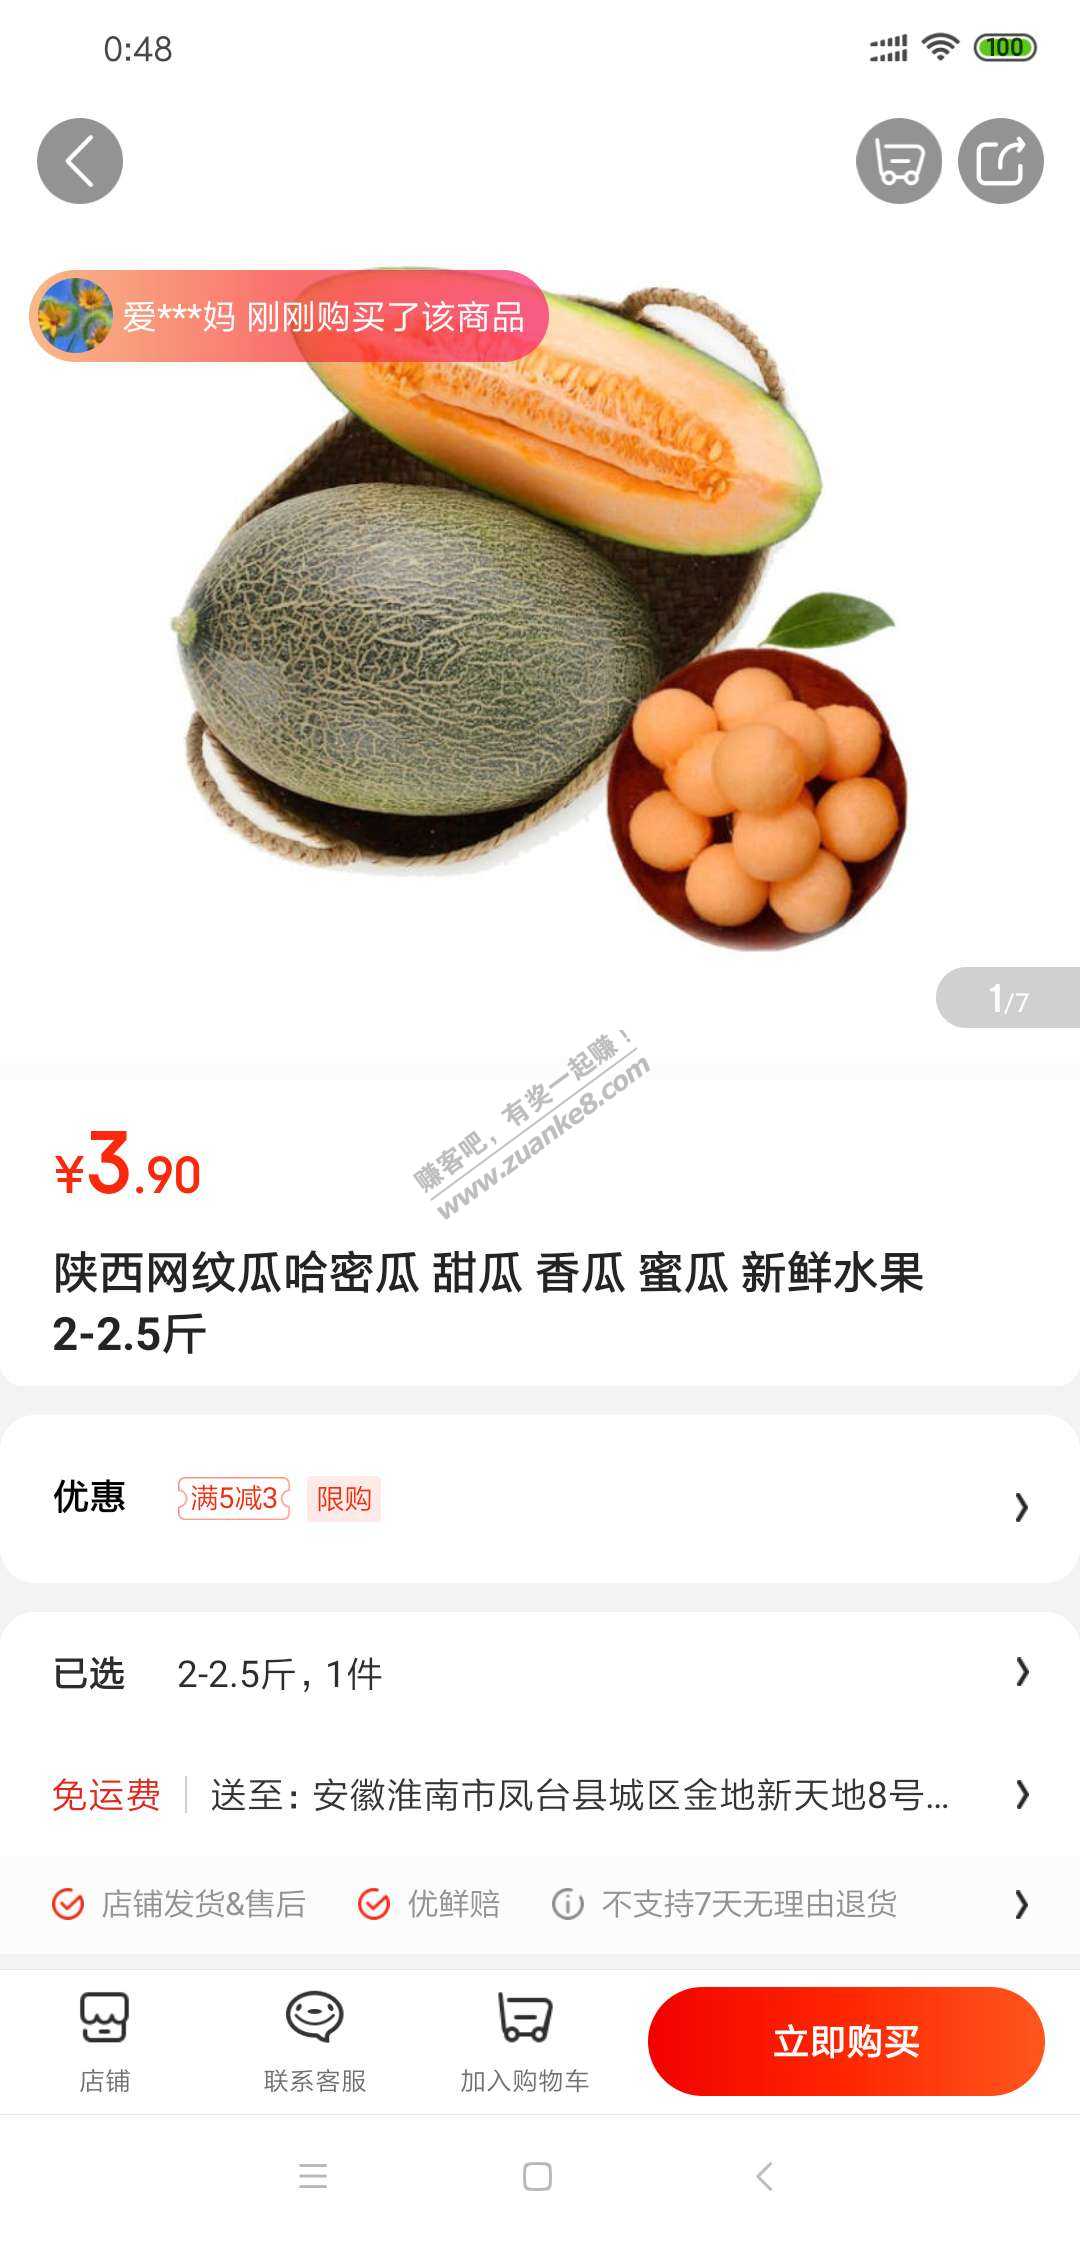 0:48
100
爱***妈 刚刚购买了该商品
1/7
赚客吧，有奖一起赚！
www.zuanke8.com
¥3.90
陕西网纹瓜哈密瓜 甜瓜 香瓜 蜜瓜 新鲜水果
2-2.5斤
优惠 满5减3 限购
已选 2-2.5斤，1件
免运费 送至：安徽淮南市凤台县城区金地新天地8号...
店铺发货&售后 优鲜赔 不支持7天无理由退货
店铺 联系客服 加入购物车 立即购买